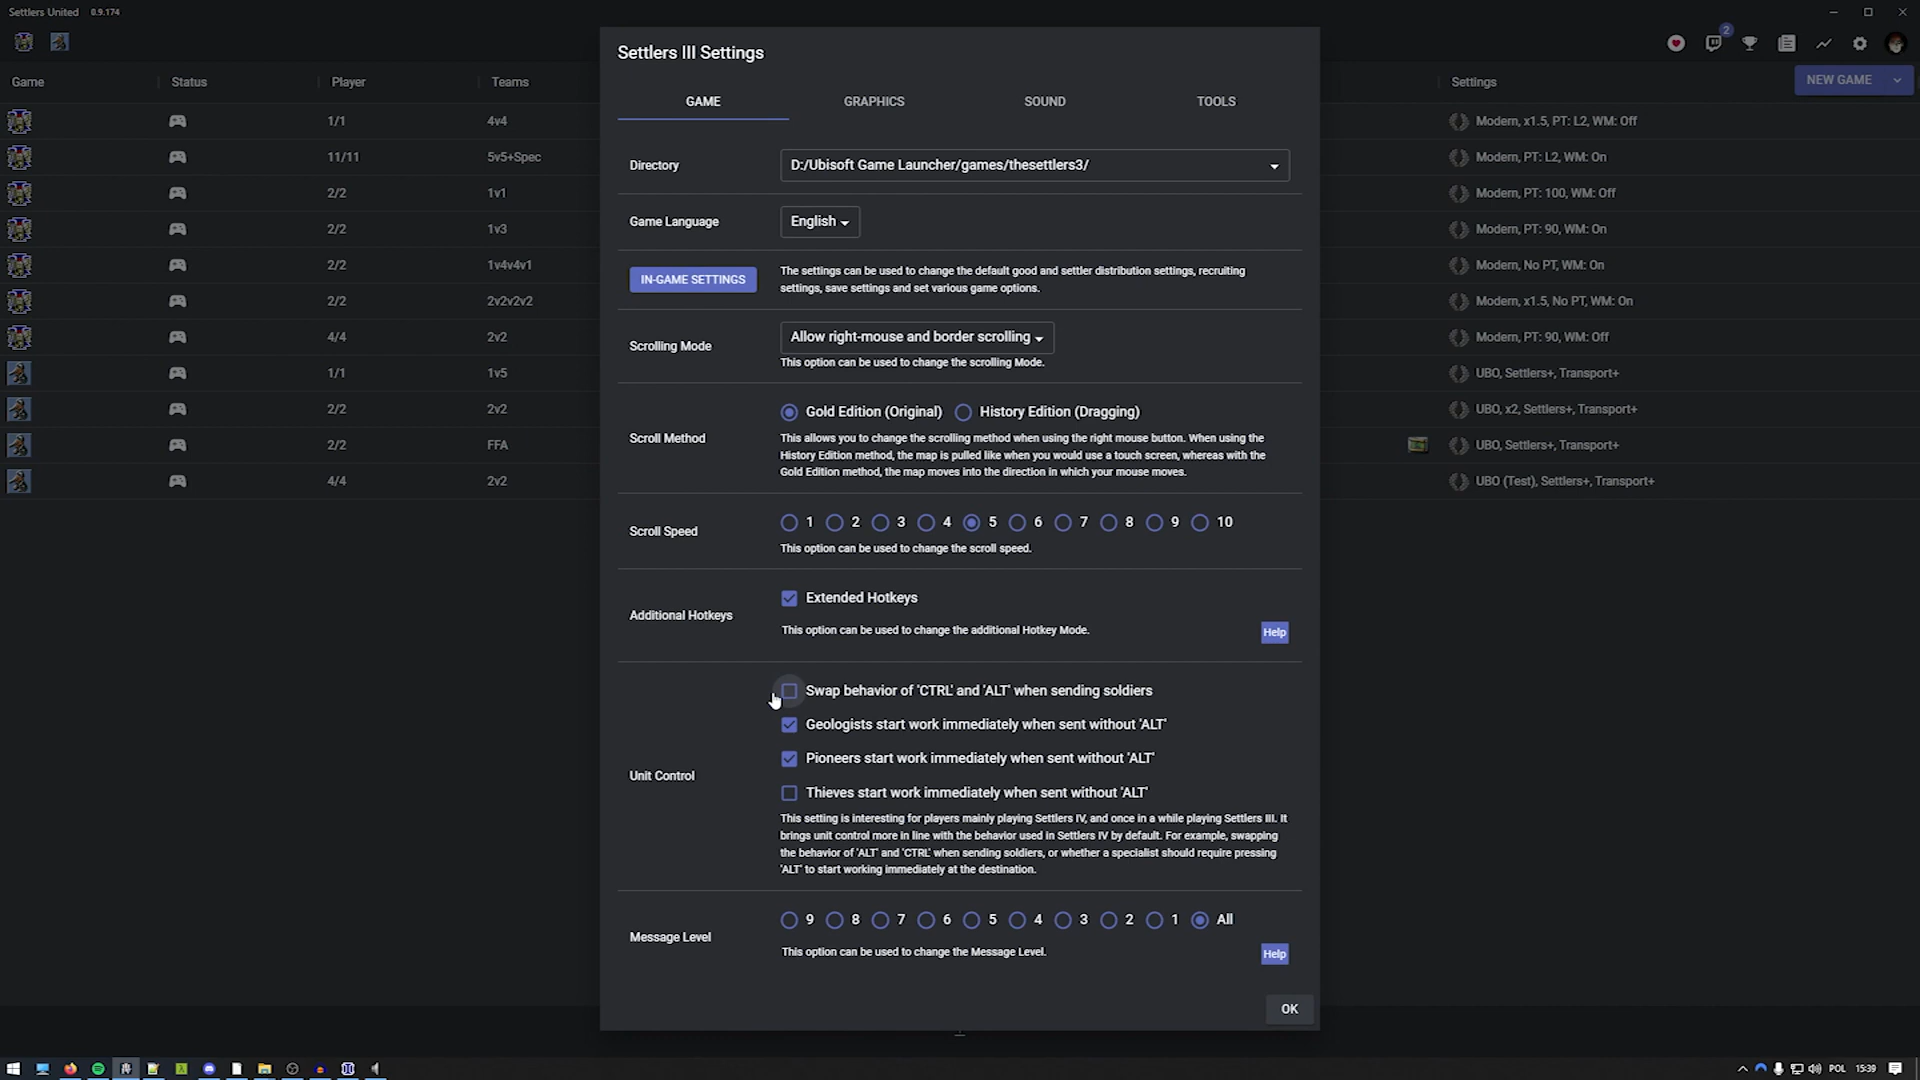 Settlers United 0.9.174
2
Game Status Player Teams Settings NEW GAME
1/1 4v4 Modern, x1.5, PT: L2, WM: Off
11/11 5v5+Spec Modern, PT: L2, WM: On
2/2 1v1 Modern, PT: 100, WM: Off
2/2 1v3 Modern, PT: 90, WM: On
2/2 1v4v4v1 Modern, No PT, WM: On
2/2 2v2v2v2 Modern, x1.5, No PT, WM: On
4/4 2v2 Modern, PT: 90, WM: Off
1/1 1v5 UBO, Settlers+, Transport+
2/2 2v2 UBO, x2, Settlers+, Transport+
2/2 FFA UBO, Settlers+, Transport+
4/4 2v2 UBO (Test), Settlers+, Transport+
Settlers III Settings
GAME GRAPHICS SOUND TOOLS
Directory D:/Ubisoft Game Launcher/games/thesettlers3/
Game Language English
IN-GAME SETTINGS
The settings can be used to change the default good and settler distribution settings, recruiting
settings, save settings and set various game options.
Scrolling Mode
Allow right-mouse and border scrolling
This option can be used to change the scrolling Mode.
Scroll Method
Gold Edition (Original) History Edition (Dragging)
This allows you to change the scrolling method when using the right mouse button. When using the
History Edition method, the map is pulled like when you would use a touch screen, whereas with the
Gold Edition method, the map moves into the direction in which your mouse moves.
Scroll Speed
1 2 3 4 5 6 7 8 9 10
This option can be used to change the scroll speed.
Additional Hotkeys
Extended Hotkeys
This option can be used to change the additional Hotkey Mode.
Help
Unit Control
Swap behavior of 'CTRL' and 'ALT' when sending soldiers
Geologists start work immediately when sent without 'ALT'
Pioneers start work immediately when sent without 'ALT'
Thieves start work immediately when sent without 'ALT'
This setting is interesting for players mainly playing Settlers IV, and once in a while playing Settlers III. It
brings unit control more in line with the behavior used in Settlers IV by default. For example, swapping
the behavior of 'ALT' and 'CTRL' when sending soldiers, or whether a specialist should require pressing
'ALT' to start working immediately at the destination.
Message Level
9 8 7 6 5 4 3 2 1 All
This option can be used to change the Message Level.
Help
OK
POL 15:39